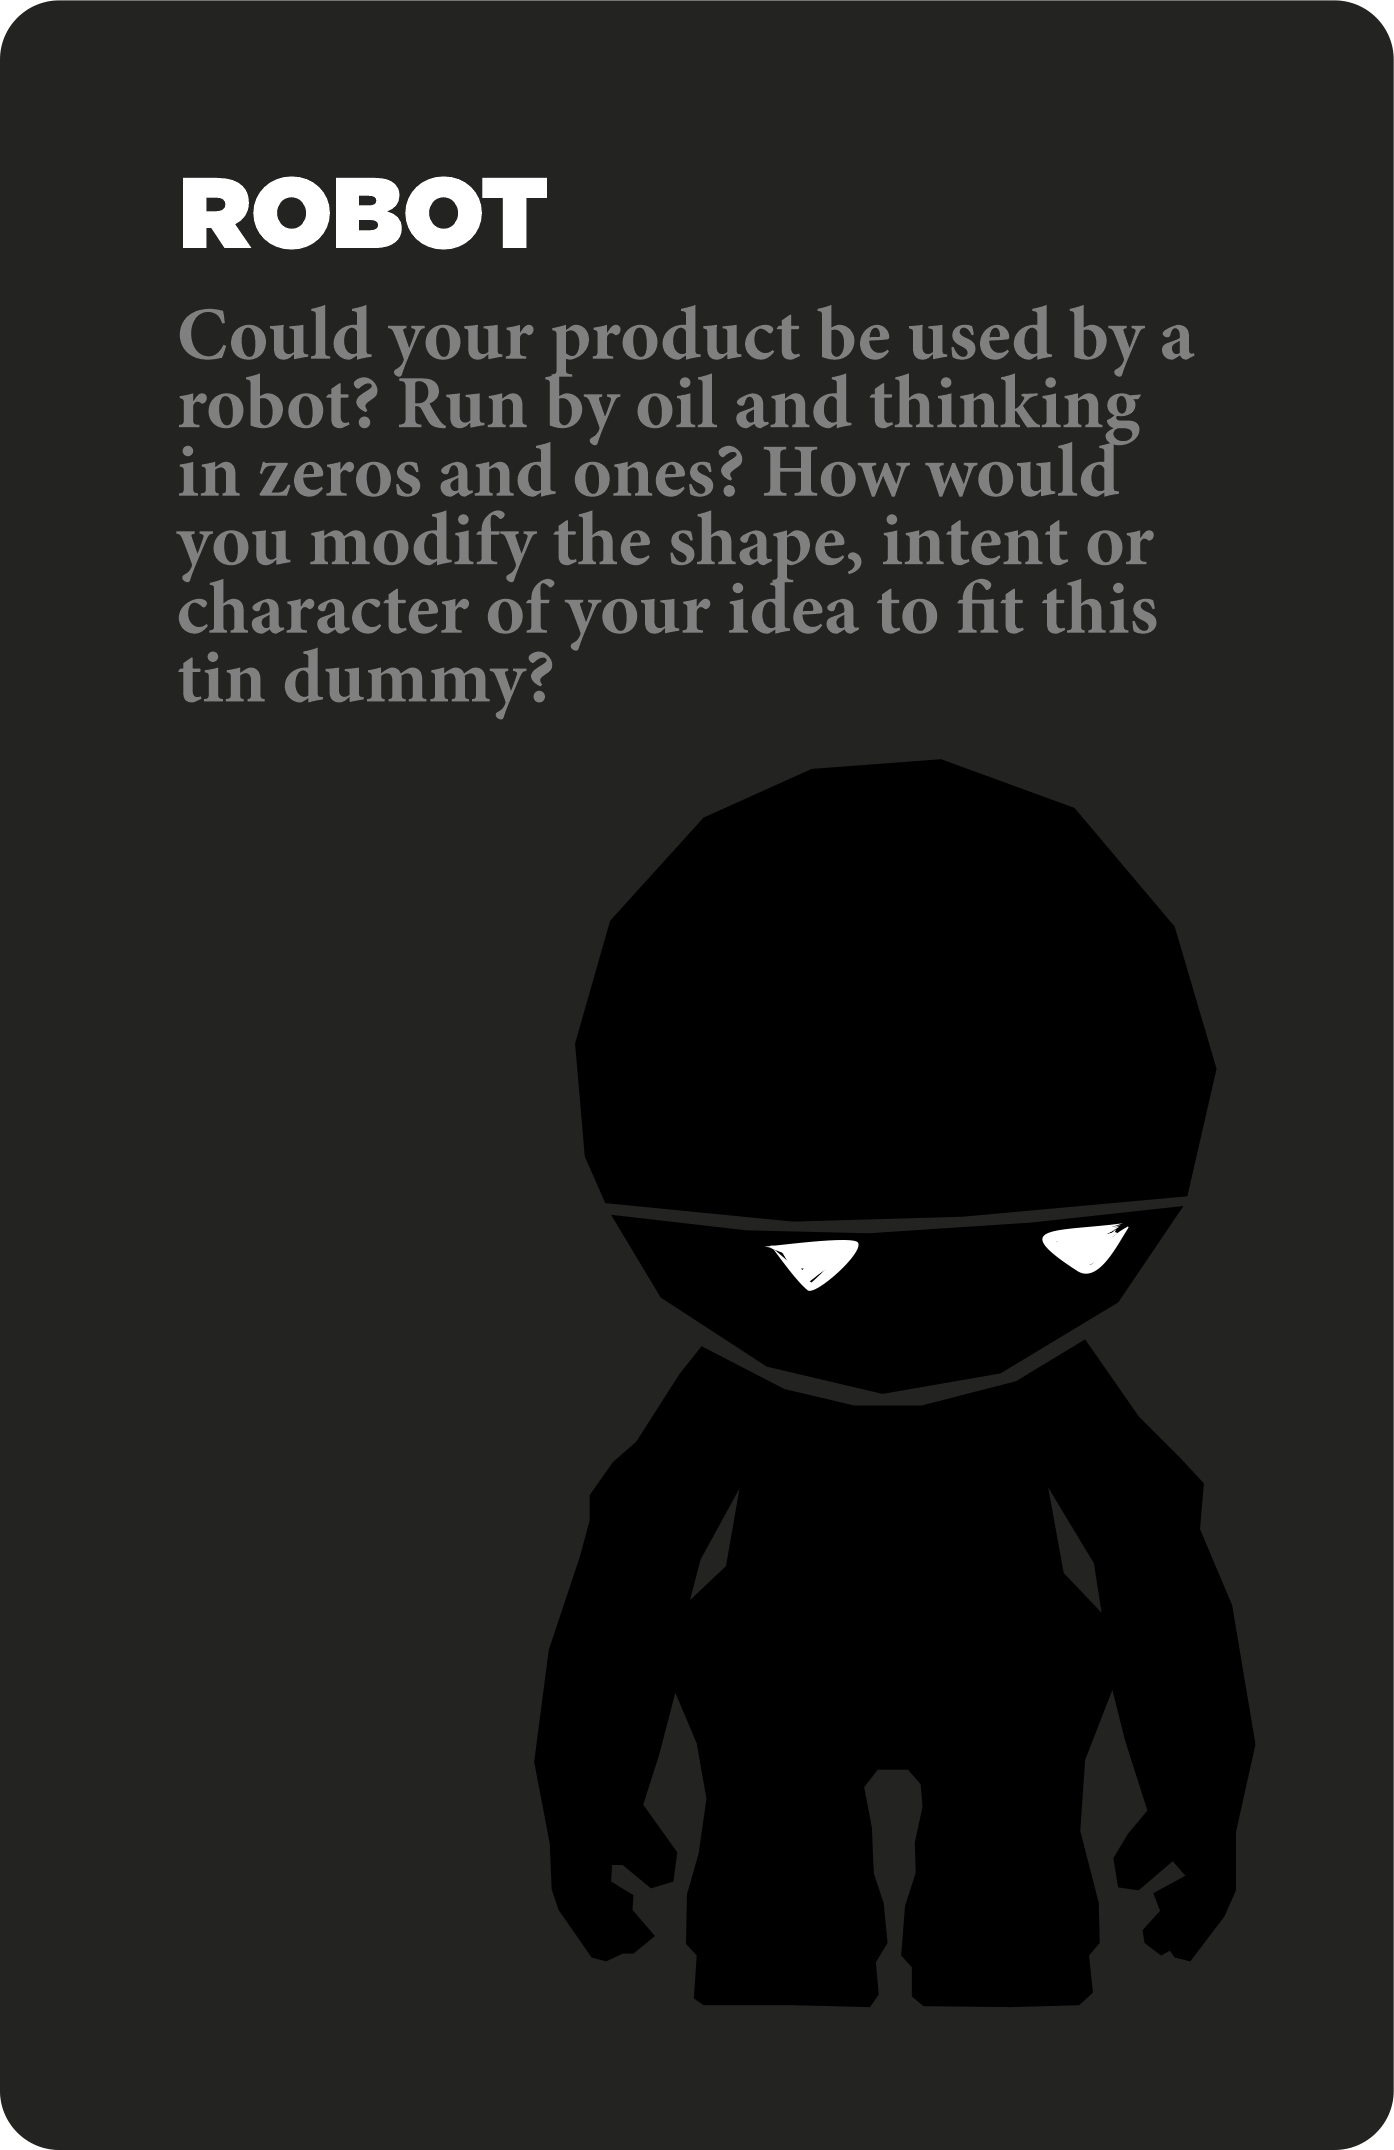 ROBOT
Could your product be used by a
robot? Run by oil and thinking
in zeros and ones? How would
you modify the shape, intent or
character of your idea to fit this
tin dummy?